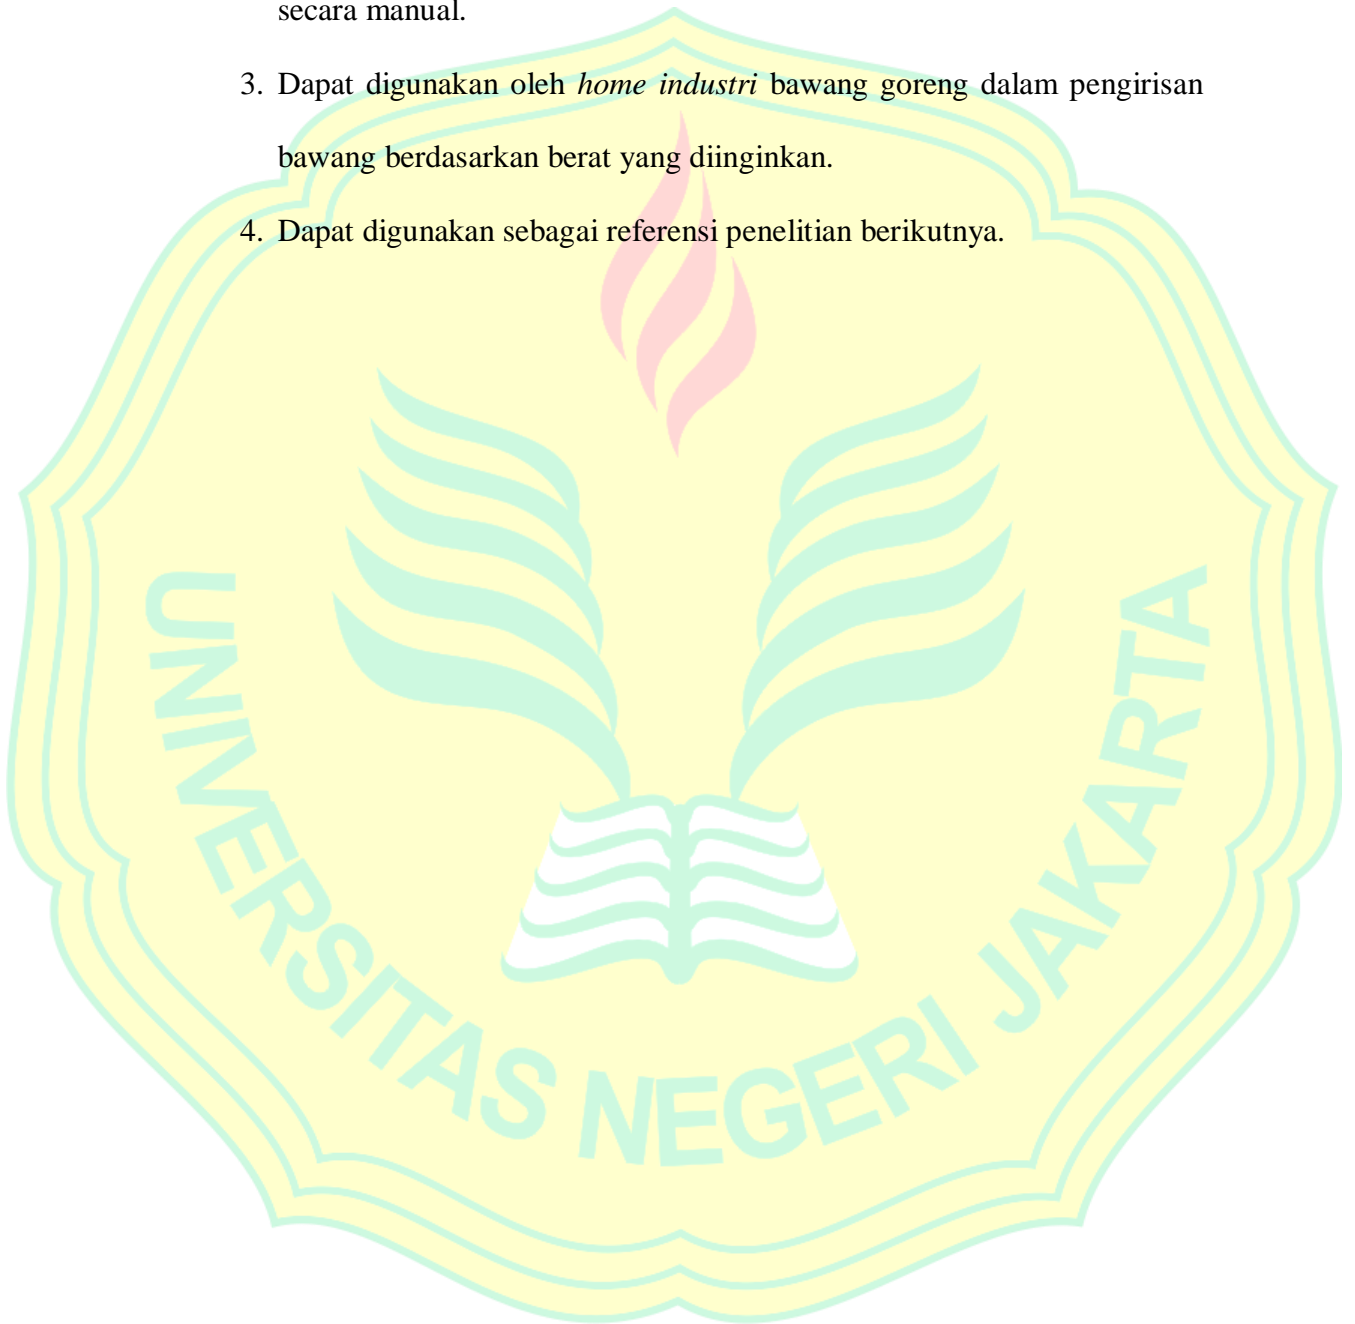 secara manual.
3. Dapat digunakan oleh home industri bawang goreng dalam pengirisan
bawang berdasarkan berat yang diinginkan.
4. Dapat digunakan sebagai referensi penelitian berikutnya.
UNIVERSITAS NEGERI JAKARTA